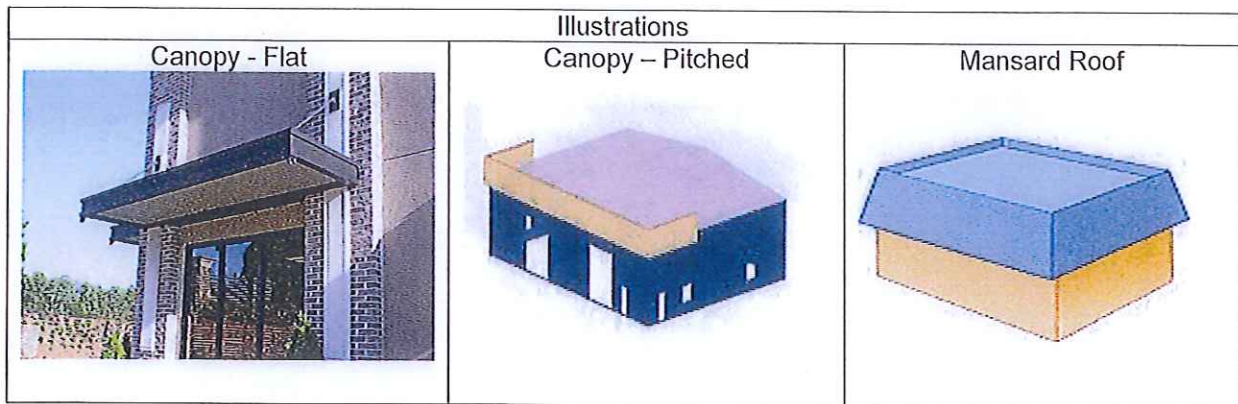 Illustrations
Canopy - Flat
Canopy – Pitched
Mansard Roof